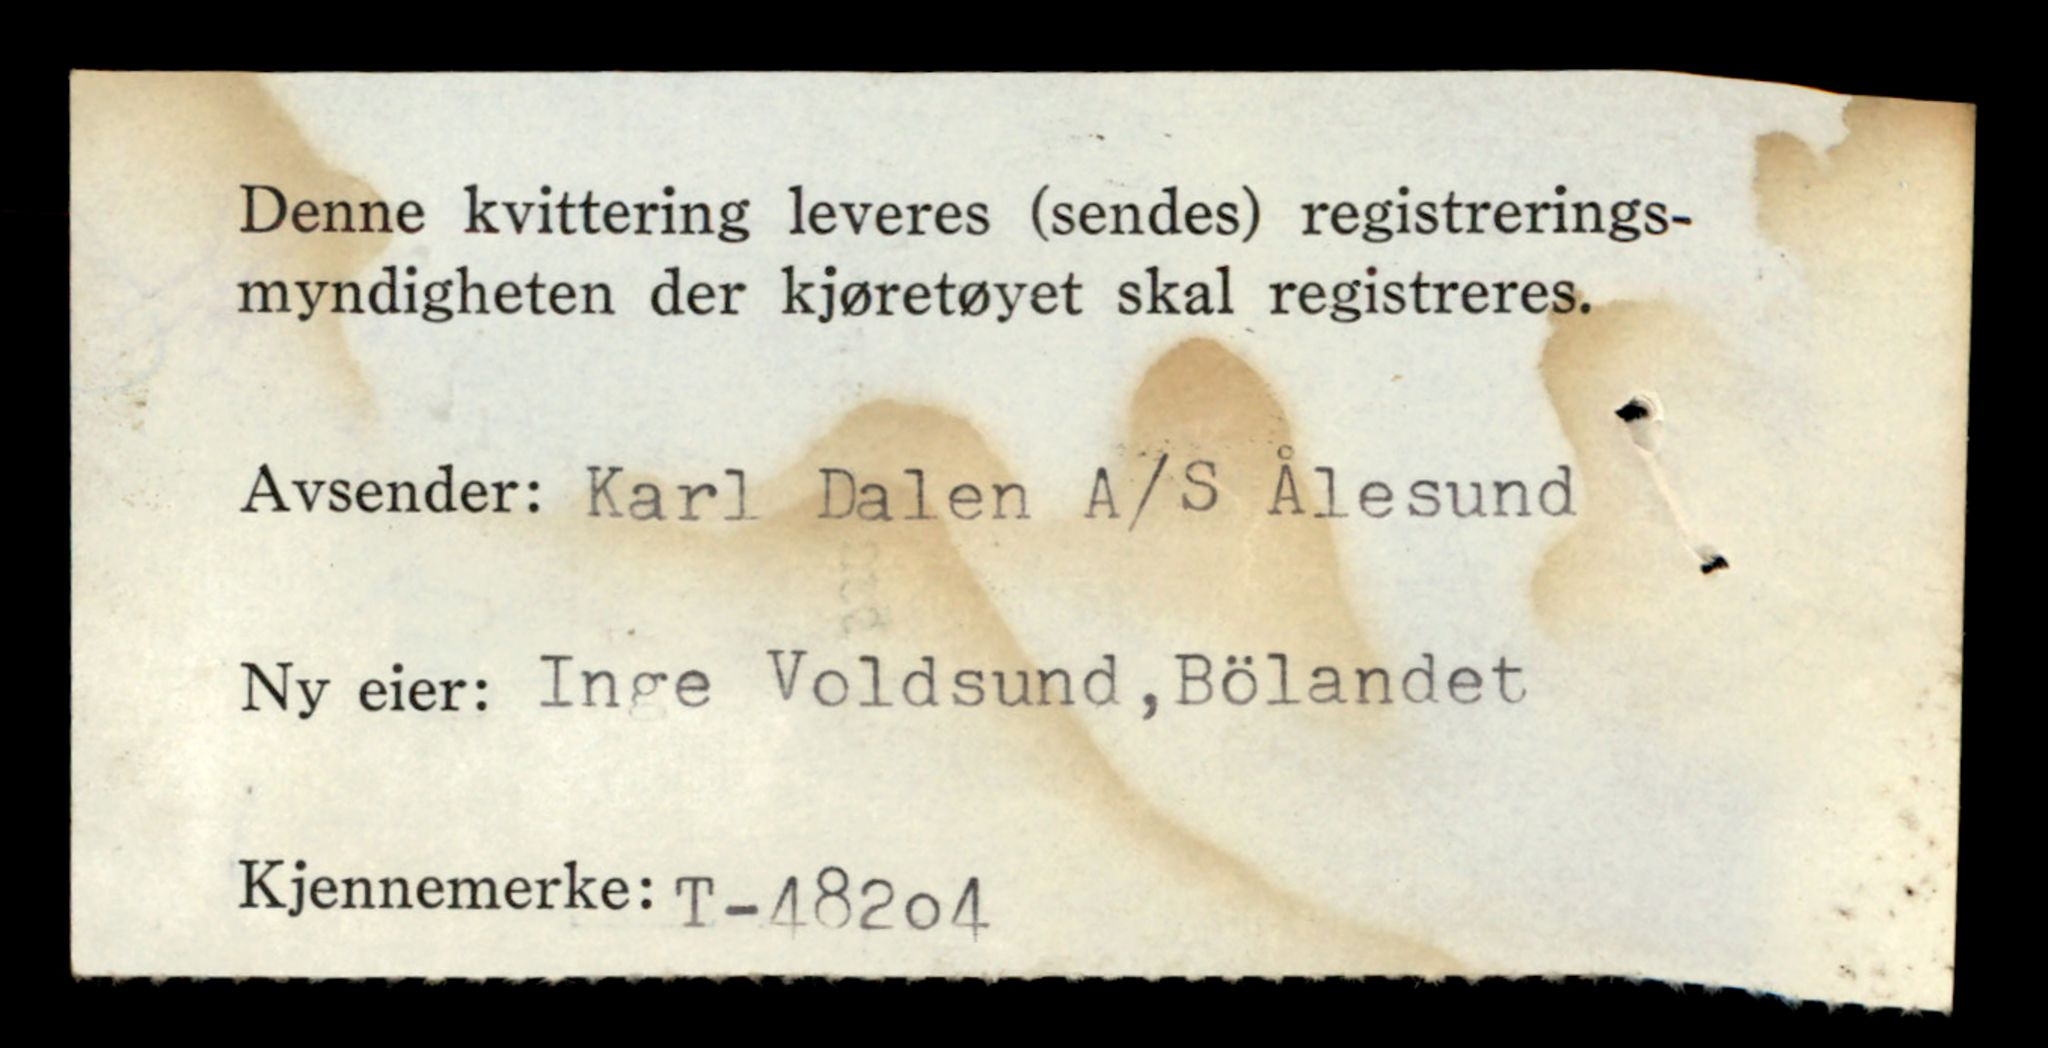 Denne kvittering leveres (sendes) registrerings-
myndigheten der kjøretøyet skal registreres.
Avsender: Karl Dalen A/S Ålesund
Ny eier: Inge Voldsund,Bölandet
Kjennemerke: T-48204